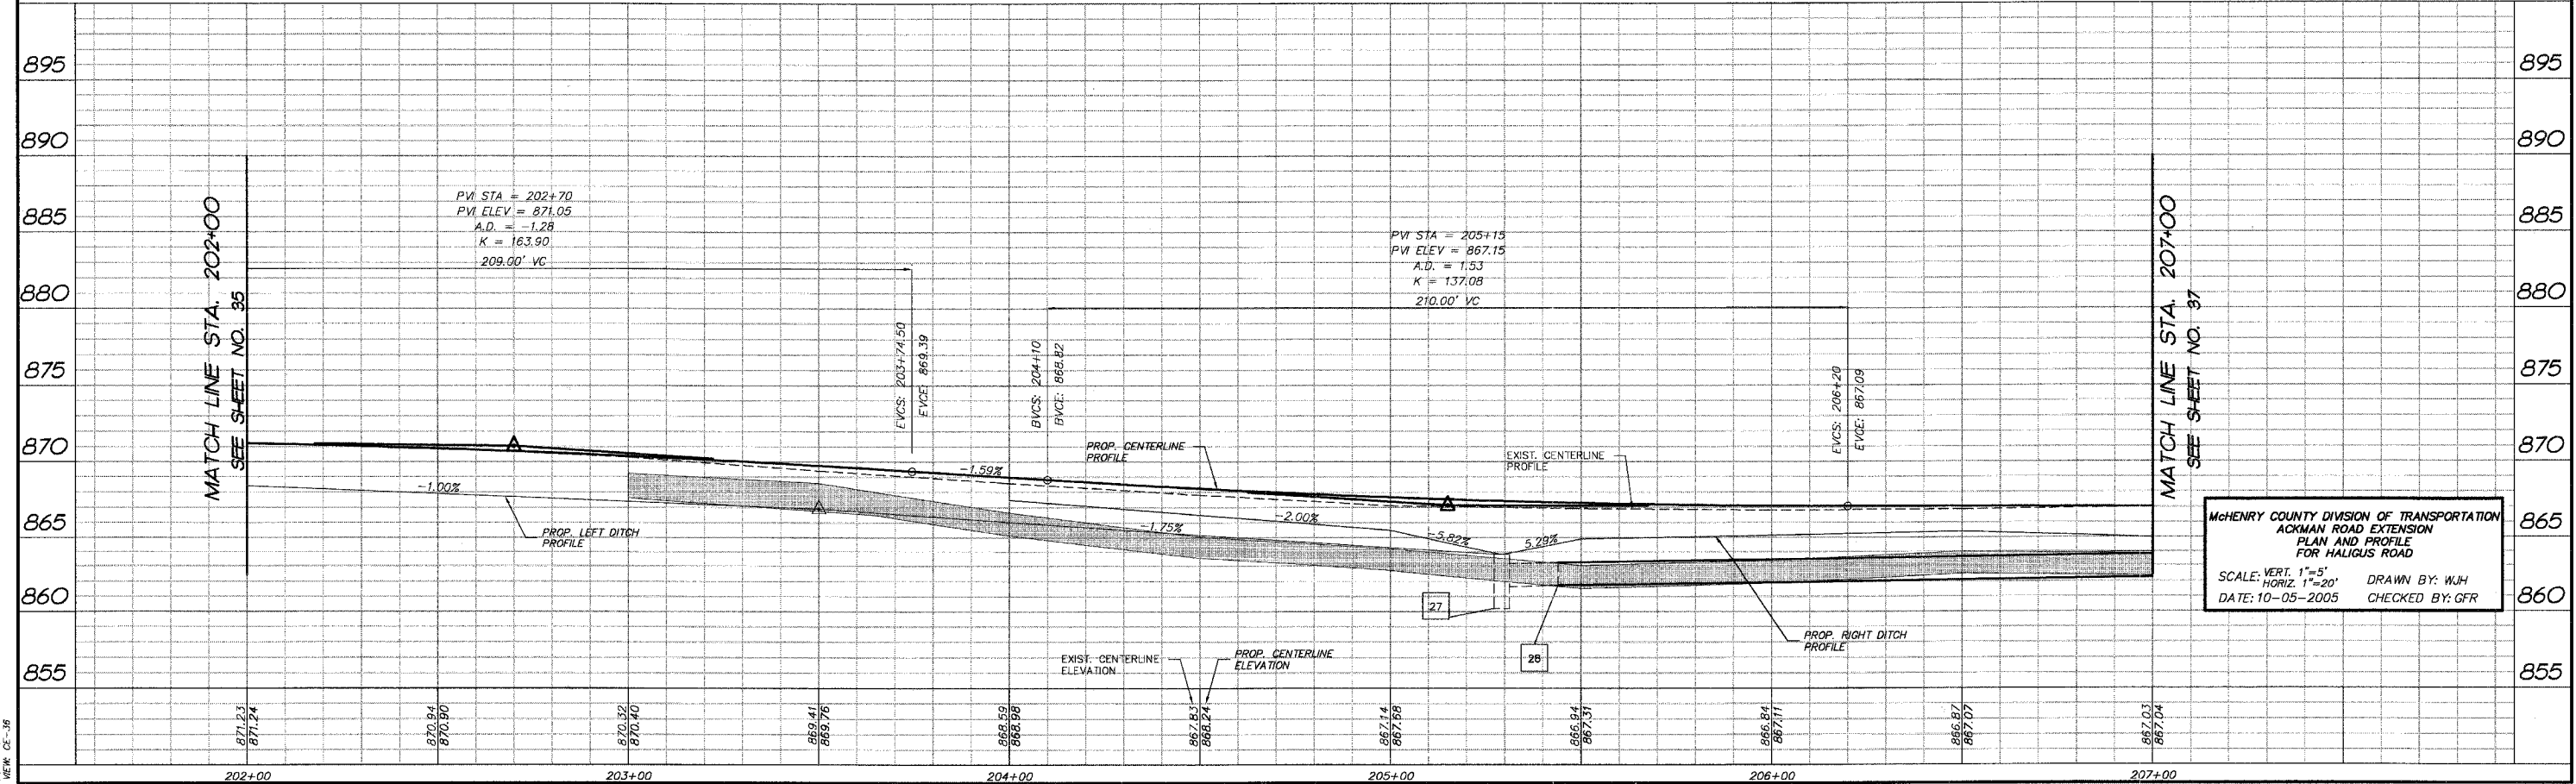 895
890
885
880
875
870
865
860
855
MATCH LINE STA. 202+00
SEE SHEET NO. 35
PVI STA = 202+70
PVI ELEV = 871.05
A.D. = -1.28
K = 163.90
209.00' VC
EVCS: 203+74.50
EVCE: 869.39
BVCS: 204+10
BVCE: 868.82
PVI STA = 205+15
PVI ELEV = 867.15
A.D. = 1.53
K = 137.08
210.00' VC
EVCS: 206+20
EVCE: 867.09
MATCH LINE STA. 207+00
SEE SHEET NO. 37
895
890
885
880
875
870
865
860
855
-1.00%
PROP. LEFT DITCH
PROFILE
-1.59%
PROP. CENTERLINE
PROFILE
EXIST. CENTERLINE
PROFILE
-1.75%
-2.00%
-5.82%
5.29%
27
28
PROP. RIGHT DITCH
PROFILE
EXIST. CENTERLINE
ELEVATION
PROP. CENTERLINE
ELEVATION
McHENRY COUNTY DIVISION OF TRANSPORTATION
ACKMAN ROAD EXTENSION
PLAN AND PROFILE
FOR HALIGUS ROAD
SCALE: VERT. 1"=5'
HORIZ. 1"=20'
DRAWN BY: WJH
DATE: 10-05-2005
CHECKED BY: GFR
871.23
871.24
870.94
870.90
870.32
870.40
869.41
869.76
868.59
868.98
867.83
868.24
867.14
867.68
866.94
867.31
866.84
867.11
866.87
867.07
867.03
867.04
202+00
203+00
204+00
205+00
206+00
207+00
VIEW: CE-36